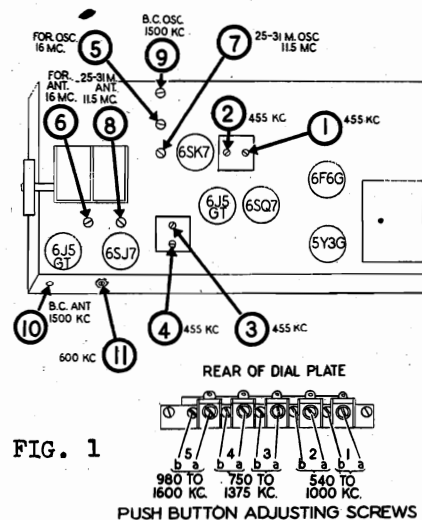 B.C. OSC.
1500 KC
FOR. OSC.
16 MC.
5
9
7
25-31 M. OSC
11.5 MC
FOR.
ANT.
16 MC.
25-31 M.
ANT.
11.5 MC
6
8
2
455 KC
1
455 KC
6SK7
6F6G
6J5
GT
6SQ7
6J5
GT
6SJ7
5Y3G
10
B.C. ANT
1500 KC
11
600 KC
4
455 KC
3
455 KC
REAR OF DIAL PLATE
FIG. 1
5 4 3 2 1
b a b a b a b a b a
980 TO
1600 KC.
750 TO
1375 KC.
540 TO
1000 KC.
PUSH BUTTON ADJUSTING SCREWS